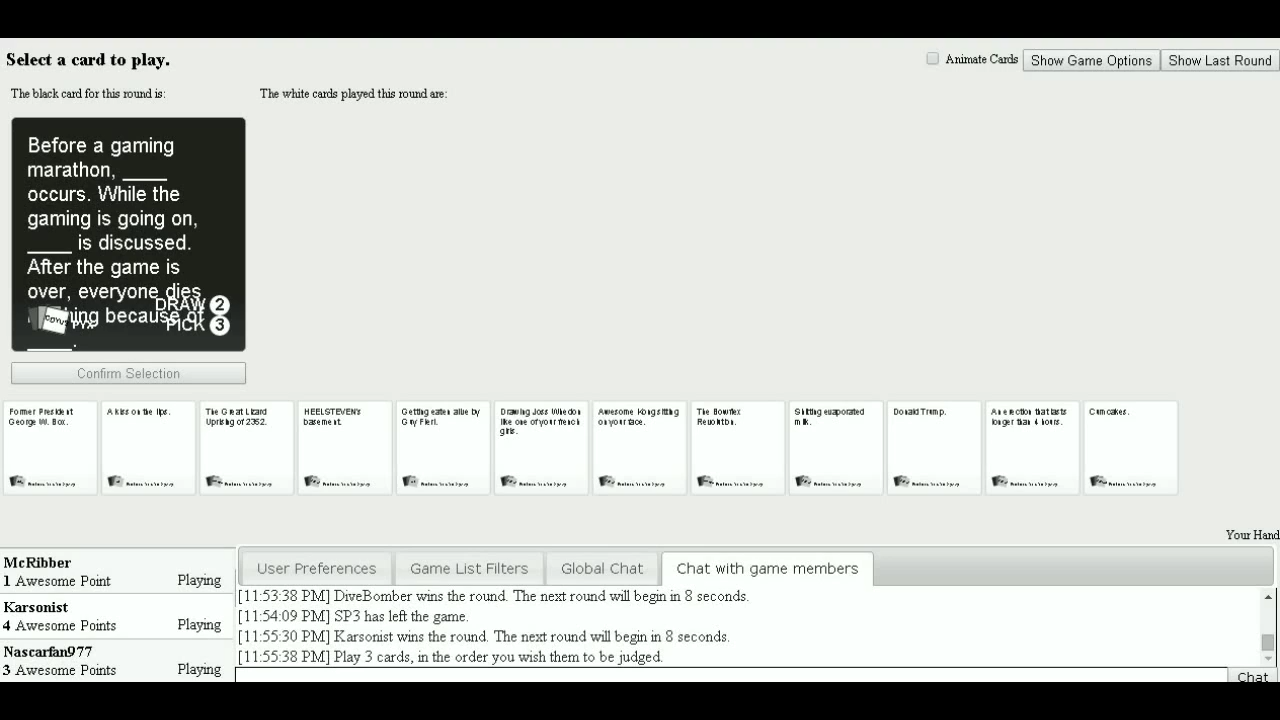 Select a card to play.
Animate Cards
Show Game Options
Show Last Round
The black card for this round is:
The white cards played this round are:
Before a gaming
marathon, ____
occurs. While the
gaming is going on,
____ is discussed.
After the game is
over, everyone dies
because of
____.
DRAW 2
PICK 3
PYX
Confirm Selection
Former President
George W. Box.
A kiss on the lips.
The Great Lizard
Uprising of 2352.
HEELSTEVEN's
basement.
Getting eaten alive by
Guy Fieri.
Drawing Joss Whedon
like one of your french
girls.
Awesome Kong sitting
on your face.
The Bowflex
Revolution.
Shitting evaporated
milk.
Donald Trump.
An erection that lasts
longer than 4 hours.
Cum cakes.
Your Hand
McRibber
1 Awesome Point Playing
Karsonist
4 Awesome Points Playing
Nascarfan977
3 Awesome Points Playing
User Preferences
Game List Filters
Global Chat
Chat with game members
[11:53:38 PM] DiveBomber wins the round. The next round will begin in 8 seconds.
[11:54:09 PM] SP3 has left the game.
[11:55:30 PM] Karsonist wins the round. The next round will begin in 8 seconds.
[11:55:38 PM] Play 3 cards, in the order you wish them to be judged.
Chat